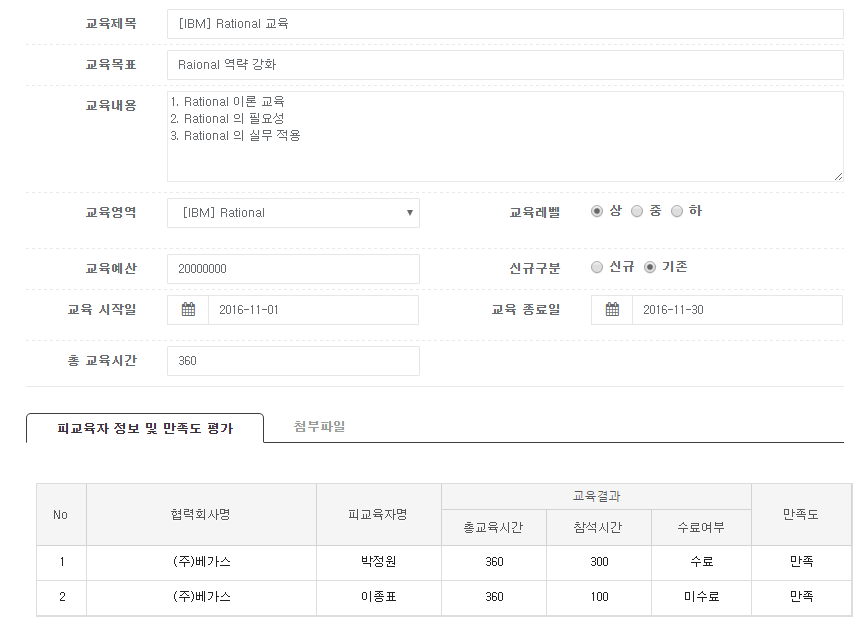 교육제목 [IBM] Rational 교육
교육목표 Raional 역략 강화
교육내용 1. Rational 이론 교육
2. Rational 의 필요성
3. Rational 의 실무 적용
교육영역 [IBM] Rational 교육레벨 상 중 하
교육예산 20000000 신규구분 신규 기존
교육 시작일 2016-11-01 교육 종료일 2016-11-30
총 교육시간 360
피교육자 정보 및 만족도 평가 첨부파일
No 협력회사명 피교육자명 교육결과 만족도
총교육시간 참석시간 수료여부
1 (주)베가스 박정원 360 300 수료 만족
2 (주)베가스 이종표 360 100 미수료 만족